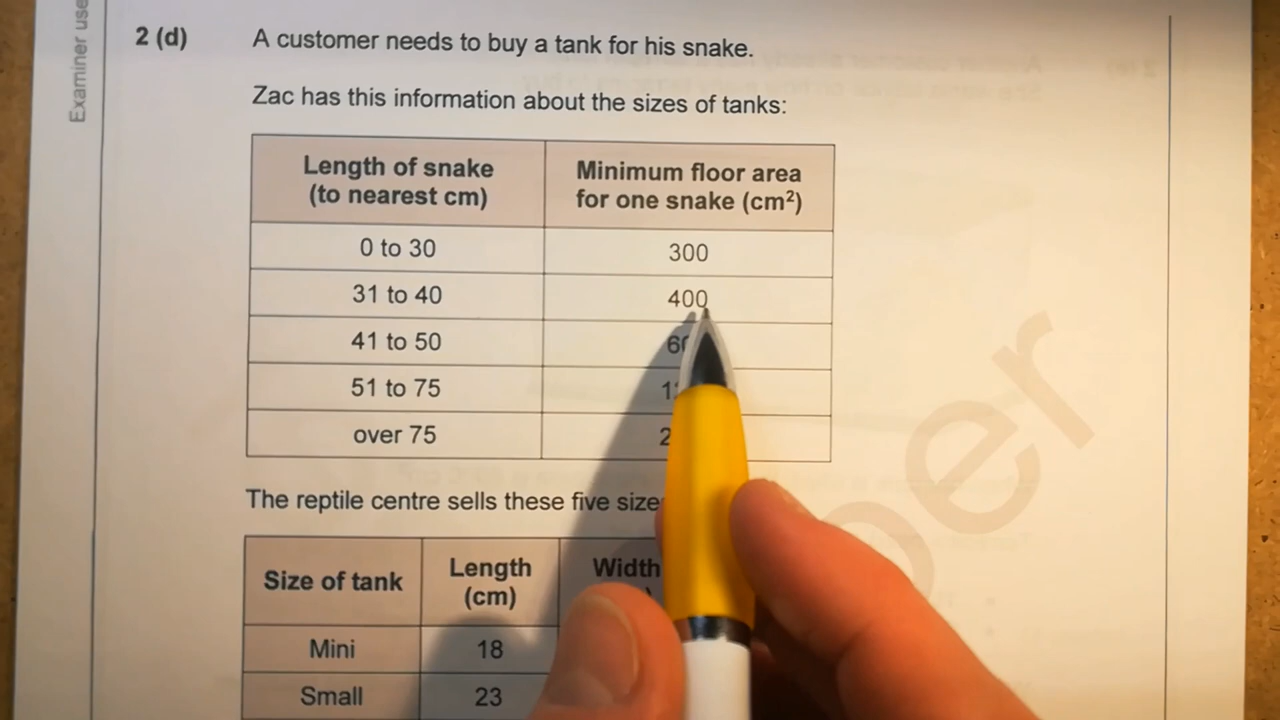 Examiner use
2 (d) A customer needs to buy a tank for his snake.
Zac has this information about the sizes of tanks:
Length of snake (to nearest cm) Minimum floor area for one snake (cm²)
0 to 30 300
31 to 40 400
41 to 50
51 to 75
over 75
The reptile centre sells these five
Size of tank Length (cm) Width
Mini 18
Small 23